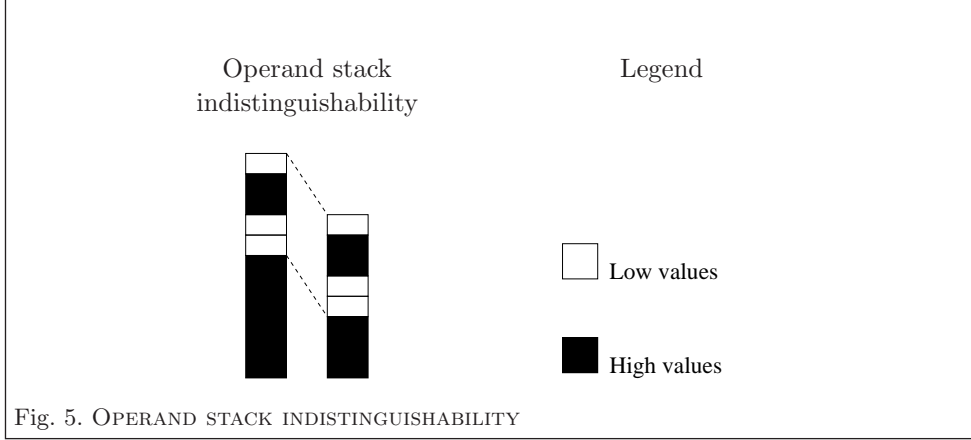 Operand stack
indistinguishability
Legend
Low values
High values
Fig. 5. OPERAND STACK INDISTINGUISHABILITY